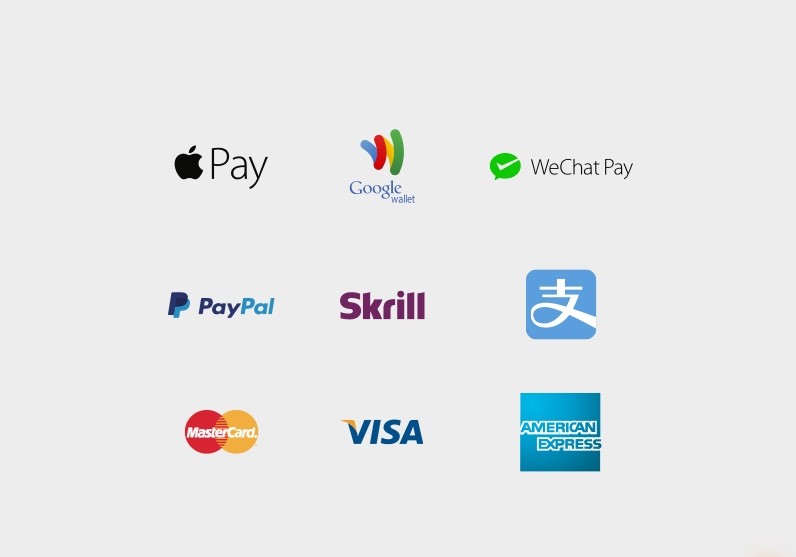 Pay
Google
wallet
WeChat Pay
PayPal
Skrill
支
MasterCard.
VISA
AMERICAN
EXPRESS